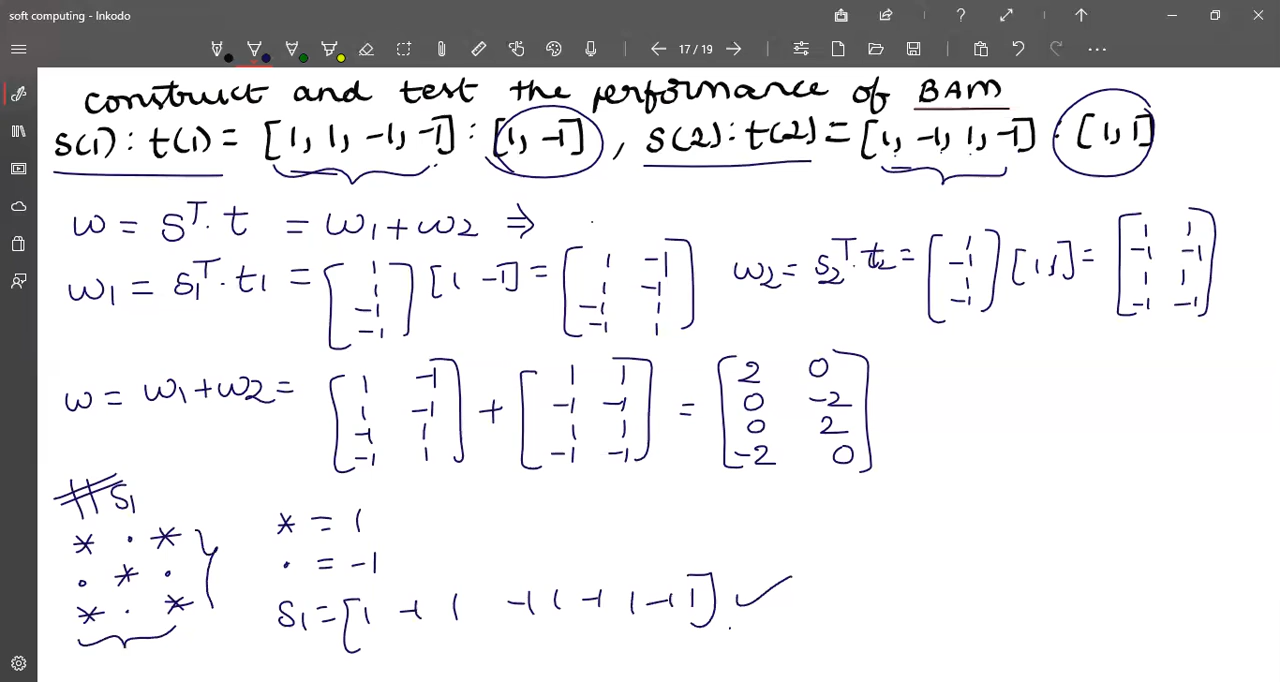 soft computing - Inkodo
17 / 19
construct and test the performance of BAM
s(1) : t(1) = [1, 1, -1, -1] : [1, -1] , s(2) : t(2) = [1, -1, 1, -1] : [1, 1]
w = S^T . t = w1 + w2 ⇒
w1 = s1^T . t1 = [1 1 -1 -1] [1 -1] = [1 -1 1 -1 -1 1 -1 1] w2 = s2^T . t2 = [1 -1 1 -1] [1, 1] = [1 1 -1 -1 1 1 -1 -1]
w = w1 + w2 = [1 -1 1 -1 -1 1 -1 1] + [1 1 -1 -1 1 1 -1 -1] = [2 0 0 -2 0 2 -2 0]
S1
* . * * = 1
. * . . = -1
* . * S1 = [1 -1 1 -1 1 -1 1 -1 1] ✓